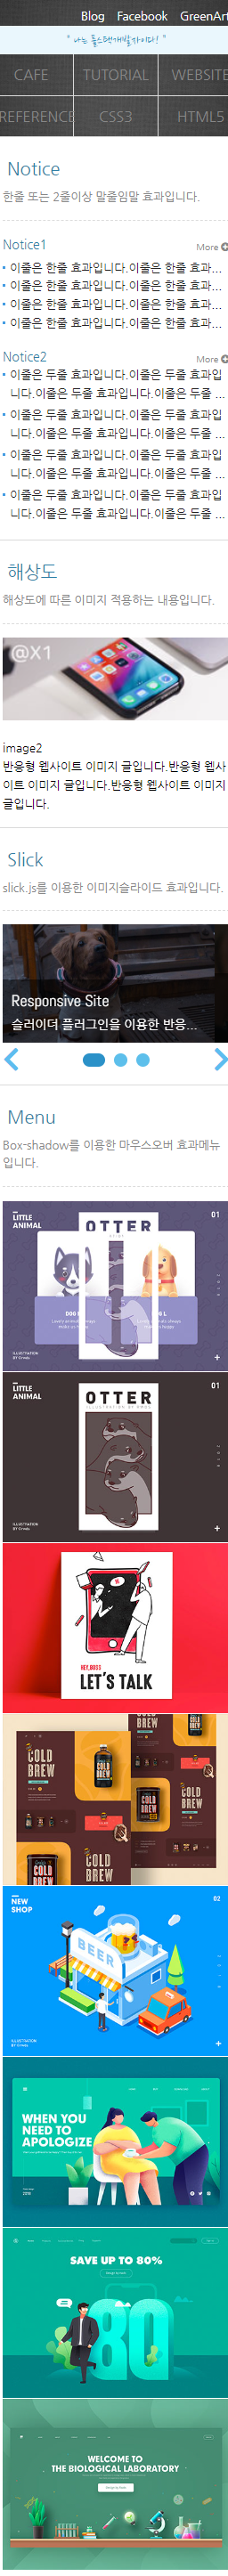 Blog Facebook GreenArt
" 나는 풀스택개발자이다! "
CAFE TUTORIAL WEBSITE
REFERENCE CSS3 HTML5
Notice
한줄 또는 2줄이상 말줄임말 효과입니다.
Notice1 More
이줄은 한줄 효과입니다.이줄은 한줄 효과...
이줄은 한줄 효과입니다.이줄은 한줄 효과...
이줄은 한줄 효과입니다.이줄은 한줄 효과...
이줄은 한줄 효과입니다.이줄은 한줄 효과...
Notice2 More
이줄은 두줄 효과입니다.이줄은 두줄 효과입
니다.이줄은 두줄 효과입니다.이줄은 두줄 ...
이줄은 두줄 효과입니다.이줄은 두줄 효과입
니다.이줄은 두줄 효과입니다.이줄은 두줄 ...
이줄은 두줄 효과입니다.이줄은 두줄 효과입
니다.이줄은 두줄 효과입니다.이줄은 두줄 ...
이줄은 두줄 효과입니다.이줄은 두줄 효과입
니다.이줄은 두줄 효과입니다.이줄은 두줄 ...
해상도
해상도에 따른 이미지 적용하는 내용입니다.
@X1
image2
반응형 웹사이트 이미지 글입니다.반응형 웹사
이트 이미지 글입니다.반응형 웹사이트 이미지
글입니다.
Slick
slick.js를 이용한 이미지슬라이드 효과입니다.
Responsive Site
슬라이더 플러그인을 이용한 반응...
Menu
Box-shadow를 이용한 마우스오버 효과메뉴
입니다.
LITTLE
ANIMAL
OTTER
01
ILLUSTRATION
LITTLE
ANIMAL
OTTER
01
ILLUSTRATION
HEY,BOSS
LET'S TALK
COLD
BREW
COLD
BREW
COLD
BREW
NEW
SHOP
02
BEER
ILLUSTRATION
WHEN YOU
NEED TO
APOLOGIZE
SAVE UP TO 80%
80
WELCOME TO
THE BIOLOGICAL LABORATORY